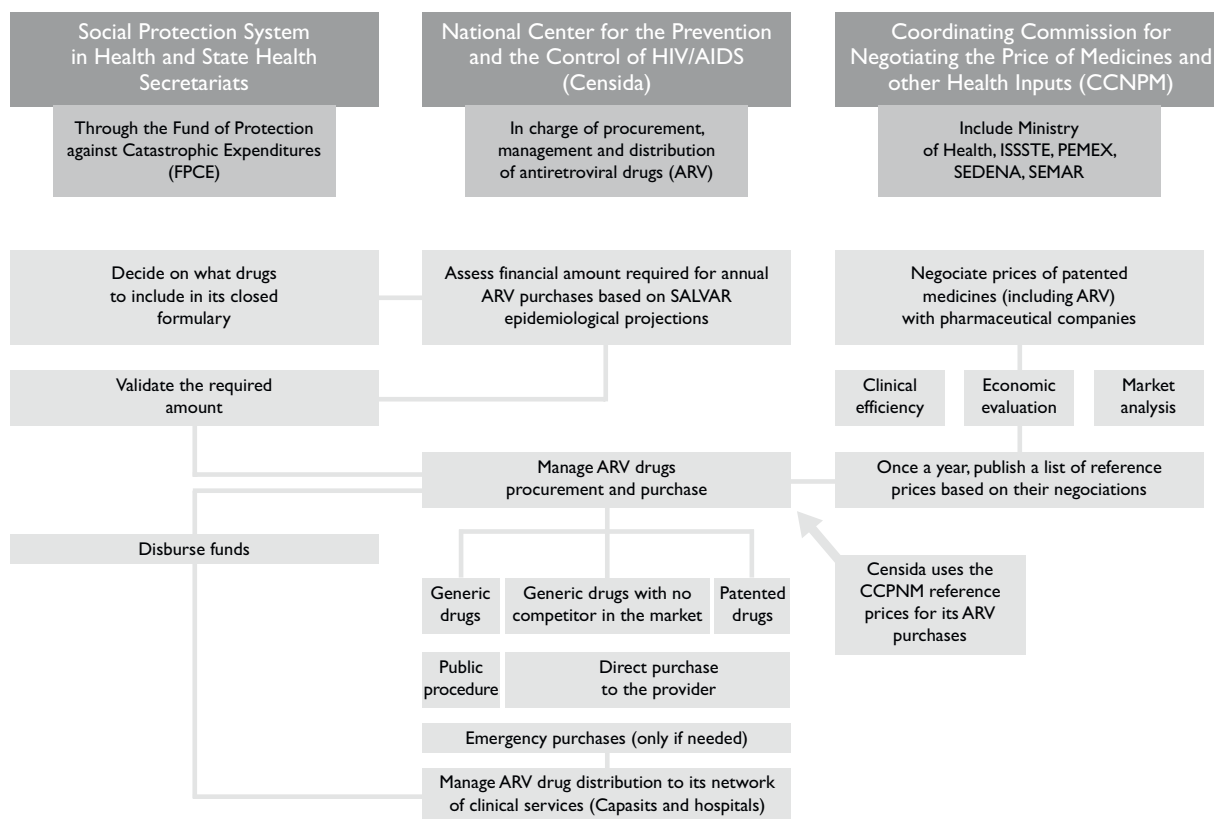 Social Protection System
in Health and State Health
Secretariats
Through the Fund of Protection
against Catastrophic Expenditures
(FPCE)
National Center for the Prevention
and the Control of HIV/AIDS
(Censida)
In charge of procurement,
management and distribution
of antiretroviral drugs (ARV)
Coordinating Commission for
Negotiating the Price of Medicines and
other Health Inputs (CCNPM)
Include Ministry
of Health, ISSSTE, PEMEX,
SEDENA, SEMAR
Decide on what drugs
to include in its closed
formulary
Assess financial amount required for annual
ARV purchases based on SALVAR
epidemiological projections
Negociate prices of patented
medicines (including ARV)
with pharmaceutical companies
Validate the required
amount
Clinical
efficiency
Economic
evaluation
Market
analysis
Manage ARV drugs
procurement and purchase
Once a year, publish a list of reference
prices based on their negociations
Disburse funds
Generic
drugs
Generic drugs with no
competitor in the market
Patented
drugs
Censida uses the
CCPNM reference
prices for its ARV
purchases
Public
procedure
Direct purchase
to the provider
Emergency purchases (only if needed)
Manage ARV drug distribution to its network
of clinical services (Capasits and hospitals)